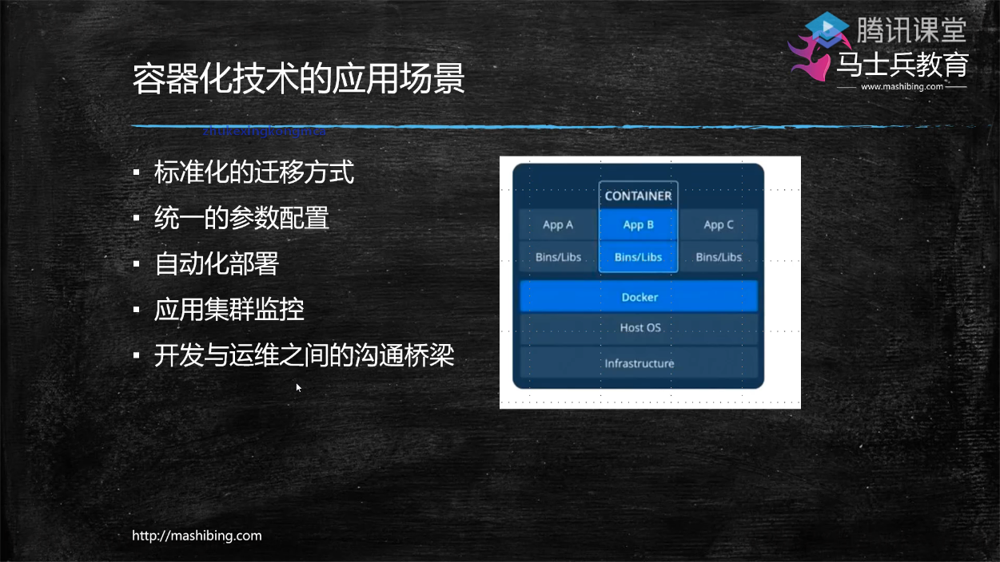 腾讯课堂
马士兵教育
www.mashibing.com
容器化技术的应用场景
▪ 标准化的迁移方式
▪ 统一的参数配置
▪ 自动化部署
▪ 应用集群监控
▪ 开发与运维之间的沟通桥梁
CONTAINER
App A App B App C
Bins/Libs Bins/Libs Bins/Libs
Docker
Host OS
Infrastructure
http://mashibing.com